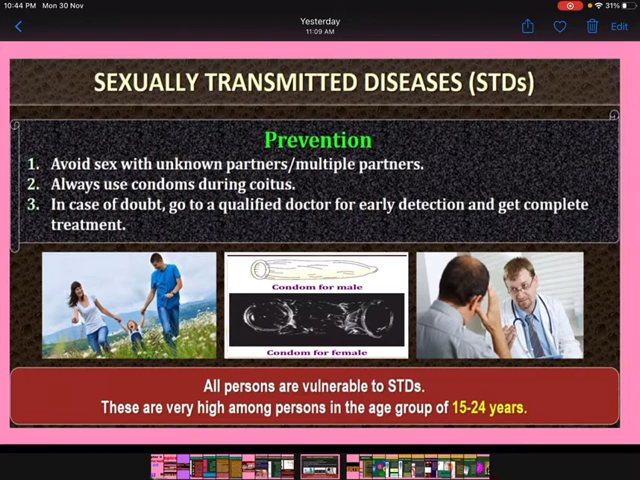 10:44 PM Mon 30 Nov
31%
Yesterday
11:09 AM
Edit
SEXUALLY TRANSMITTED DISEASES (STDs)
Prevention
1. Avoid sex with unknown partners/multiple partners.
2. Always use condoms during coitus.
3. In case of doubt, go to a qualified doctor for early detection and get complete
treatment.
Condom for male
Condom for female
All persons are vulnerable to STDs.
These are very high among persons in the age group of 15-24 years.